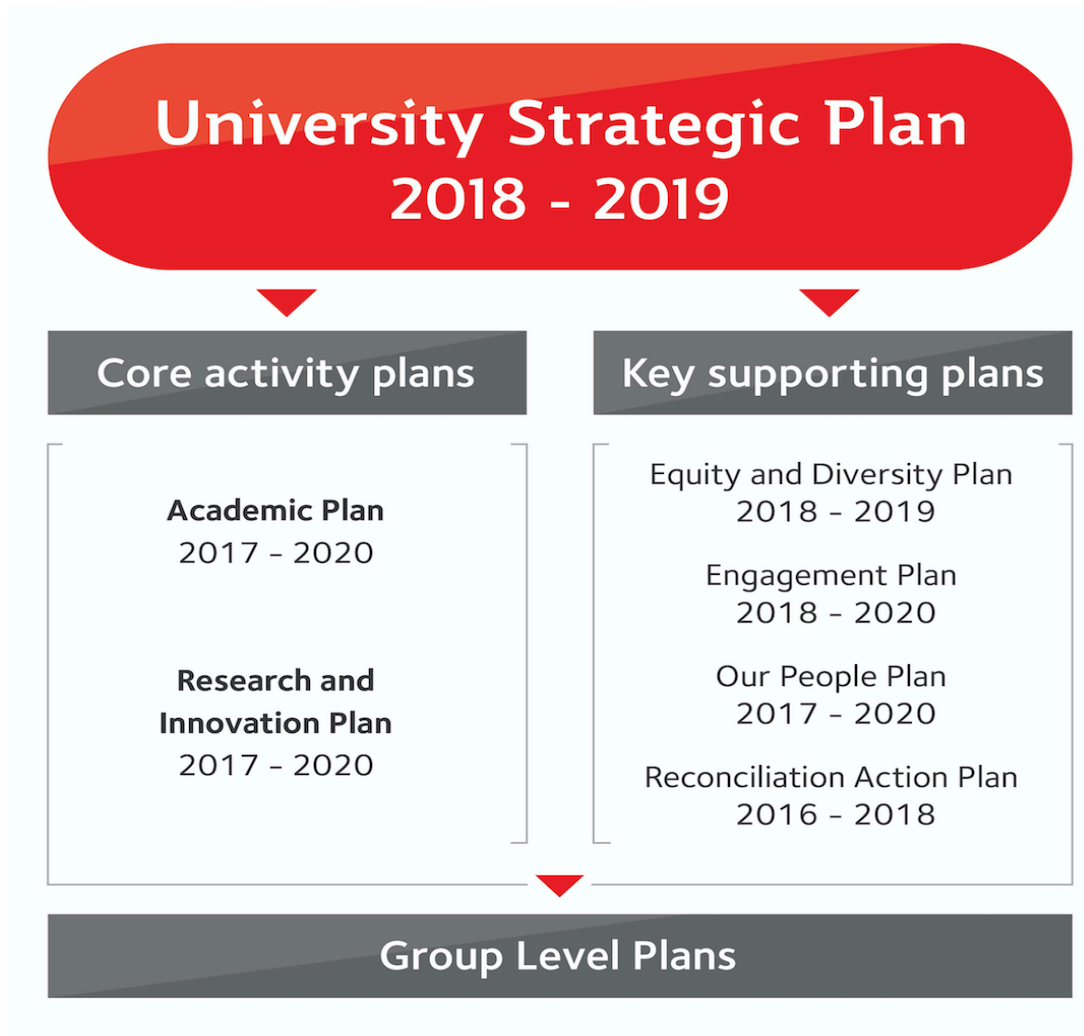 University Strategic Plan
2018 - 2019
Core activity plans
Academic Plan
2017 – 2020
Research and
Innovation Plan
2017 – 2020
Key supporting plans
Equity and Diversity Plan
2018 – 2019
Engagement Plan
2018 – 2020
Our People Plan
2017 – 2020
Reconciliation Action Plan
2016 – 2018
Group Level Plans